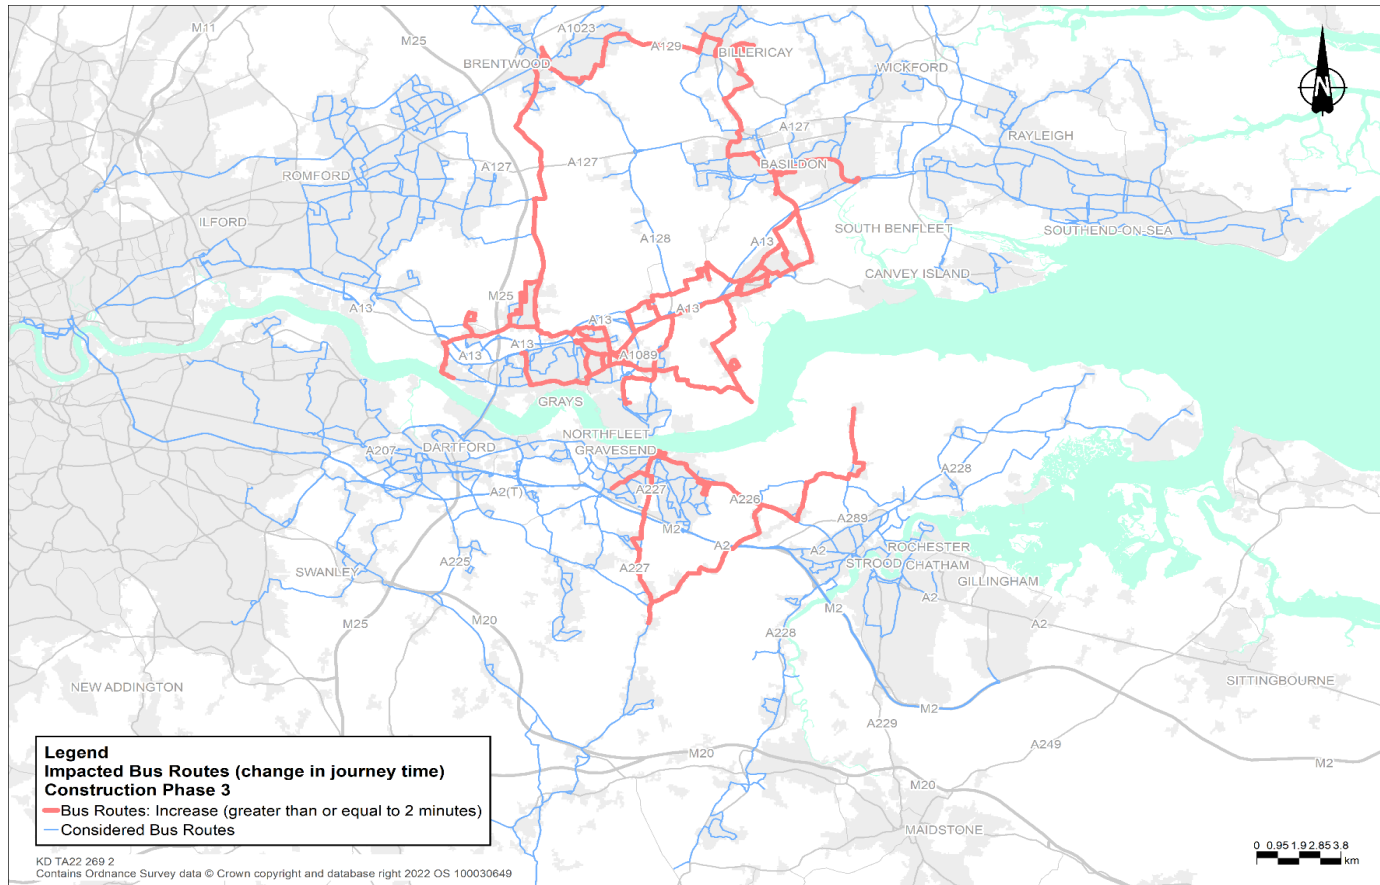 M11
A1023
M25
A129
BRENTWOOD
BILLERICAY
WICKFORD
N
A127
RAYLEIGH
A127
A127
BASILDON
ROMFORD
ILFORD
SOUTH BENFLEET
SOUTHEND-ON-SEA
A128
A13
CANVEY ISLAND
M25
A13
A13
A13
A13
A13
A1089
GRAYS
NORTHFLEET
DARTFORD
GRAVESEND
A207
A228
A2(T)
A227
A226
A289
M2
A2
A2
ROCHESTER
A225
STROOD
CHATHAM
SWANLEY
A227
GILLINGHAM
A2
M2
M25
M20
A2
A228
NEW ADDINGTON
SITTINGBOURNE
M2
A229
A249
M20
M2
M20
MAIDSTONE
Legend
Impacted Bus Routes (change in journey time)
Construction Phase 3
Bus Routes: Increase (greater than or equal to 2 minutes)
Considered Bus Routes
0 0.95 1.9 2.85 3.8
km
KD TA22 269 2
Contains Ordnance Survey data © Crown copyright and database right 2022 OS 100030649